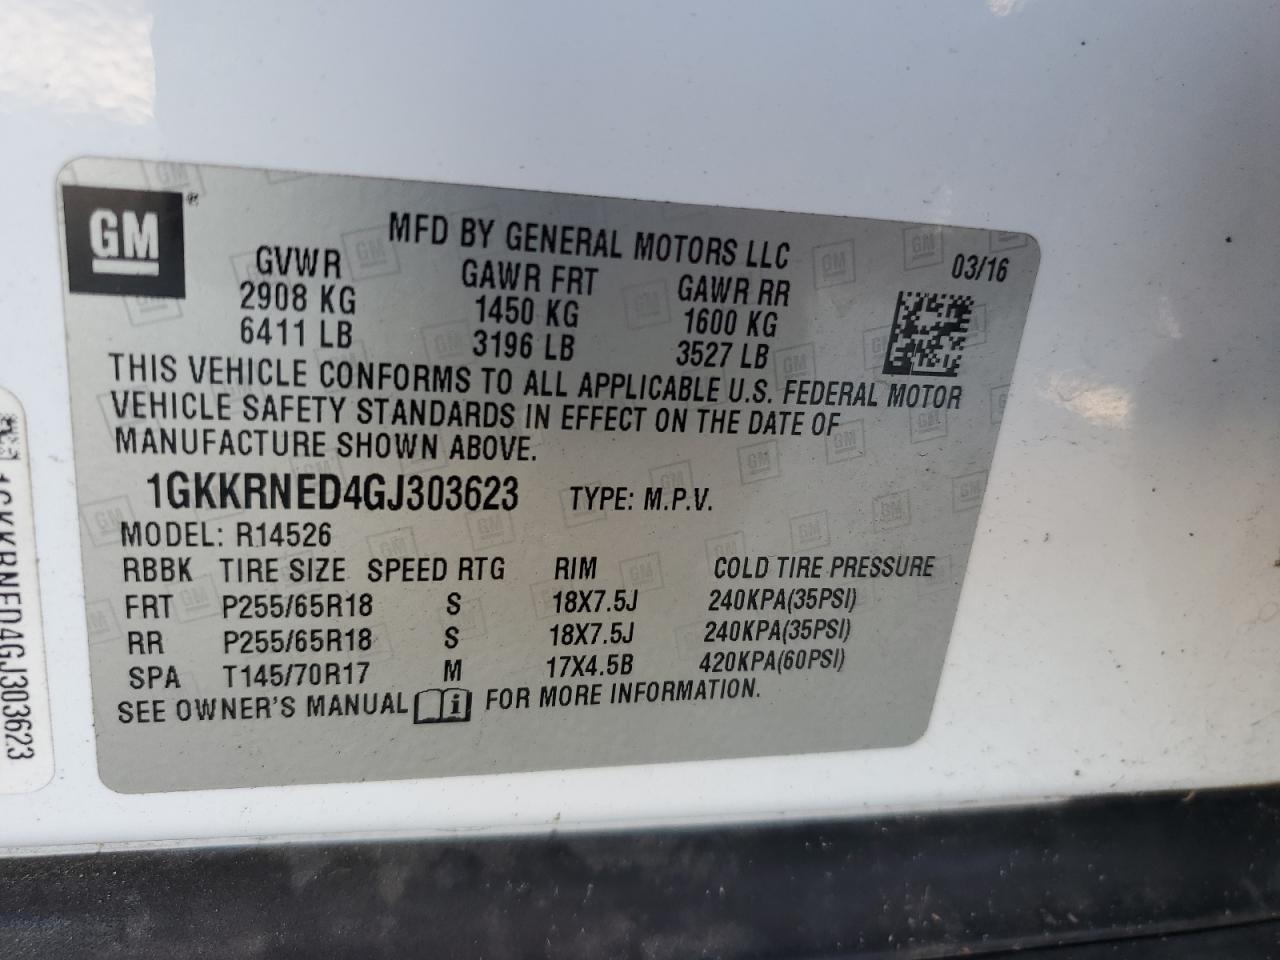 GM ®
MFD BY GENERAL MOTORS LLC
03/16
GVWR GAWR FRT GAWR RR
2908 KG 1450 KG 1600 KG
6411 LB 3196 LB 3527 LB
THIS VEHICLE CONFORMS TO ALL APPLICABLE U.S. FEDERAL MOTOR
VEHICLE SAFETY STANDARDS IN EFFECT ON THE DATE OF
MANUFACTURE SHOWN ABOVE.
1GKKRNED4GJ303623 TYPE: M.P.V.
MODEL: R14526
RBBK TIRE SIZE SPEED RTG RIM COLD TIRE PRESSURE
FRT P255/65R18 S 18X7.5J 240KPA(35PSI)
RR P255/65R18 S 18X7.5J 240KPA(35PSI)
SPA T145/70R17 M 17X4.5B 420KPA(60PSI)
SEE OWNER'S MANUAL i FOR MORE INFORMATION.
1GKKRNED4GJ303623